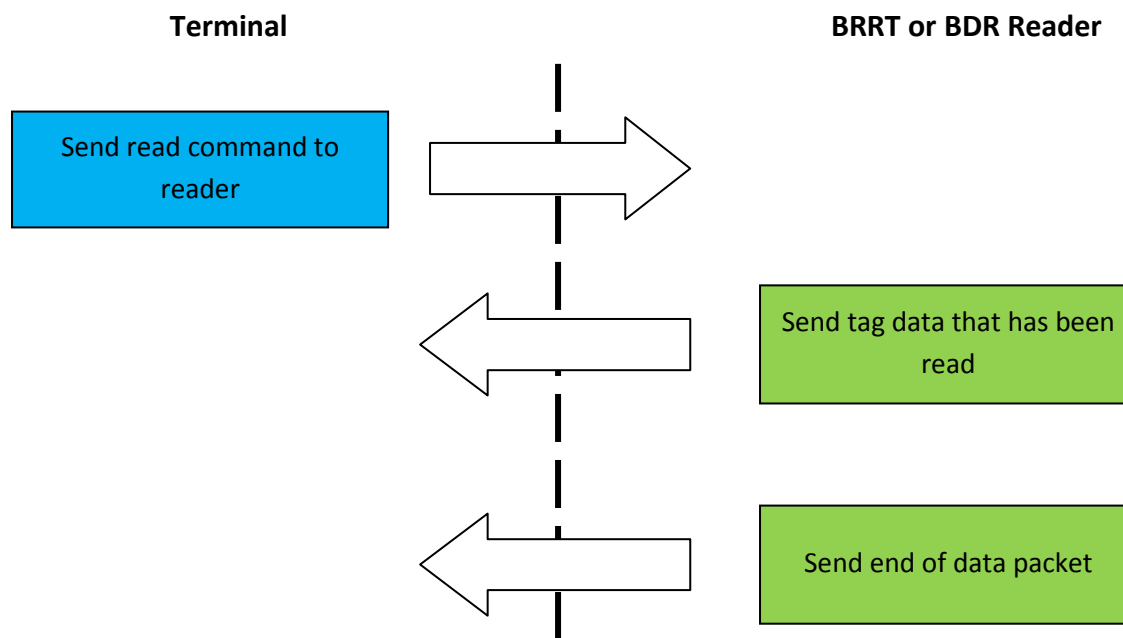 Terminal
BRRT or BDR Reader
Send read command to
reader
Send tag data that has been
read
Send end of data packet